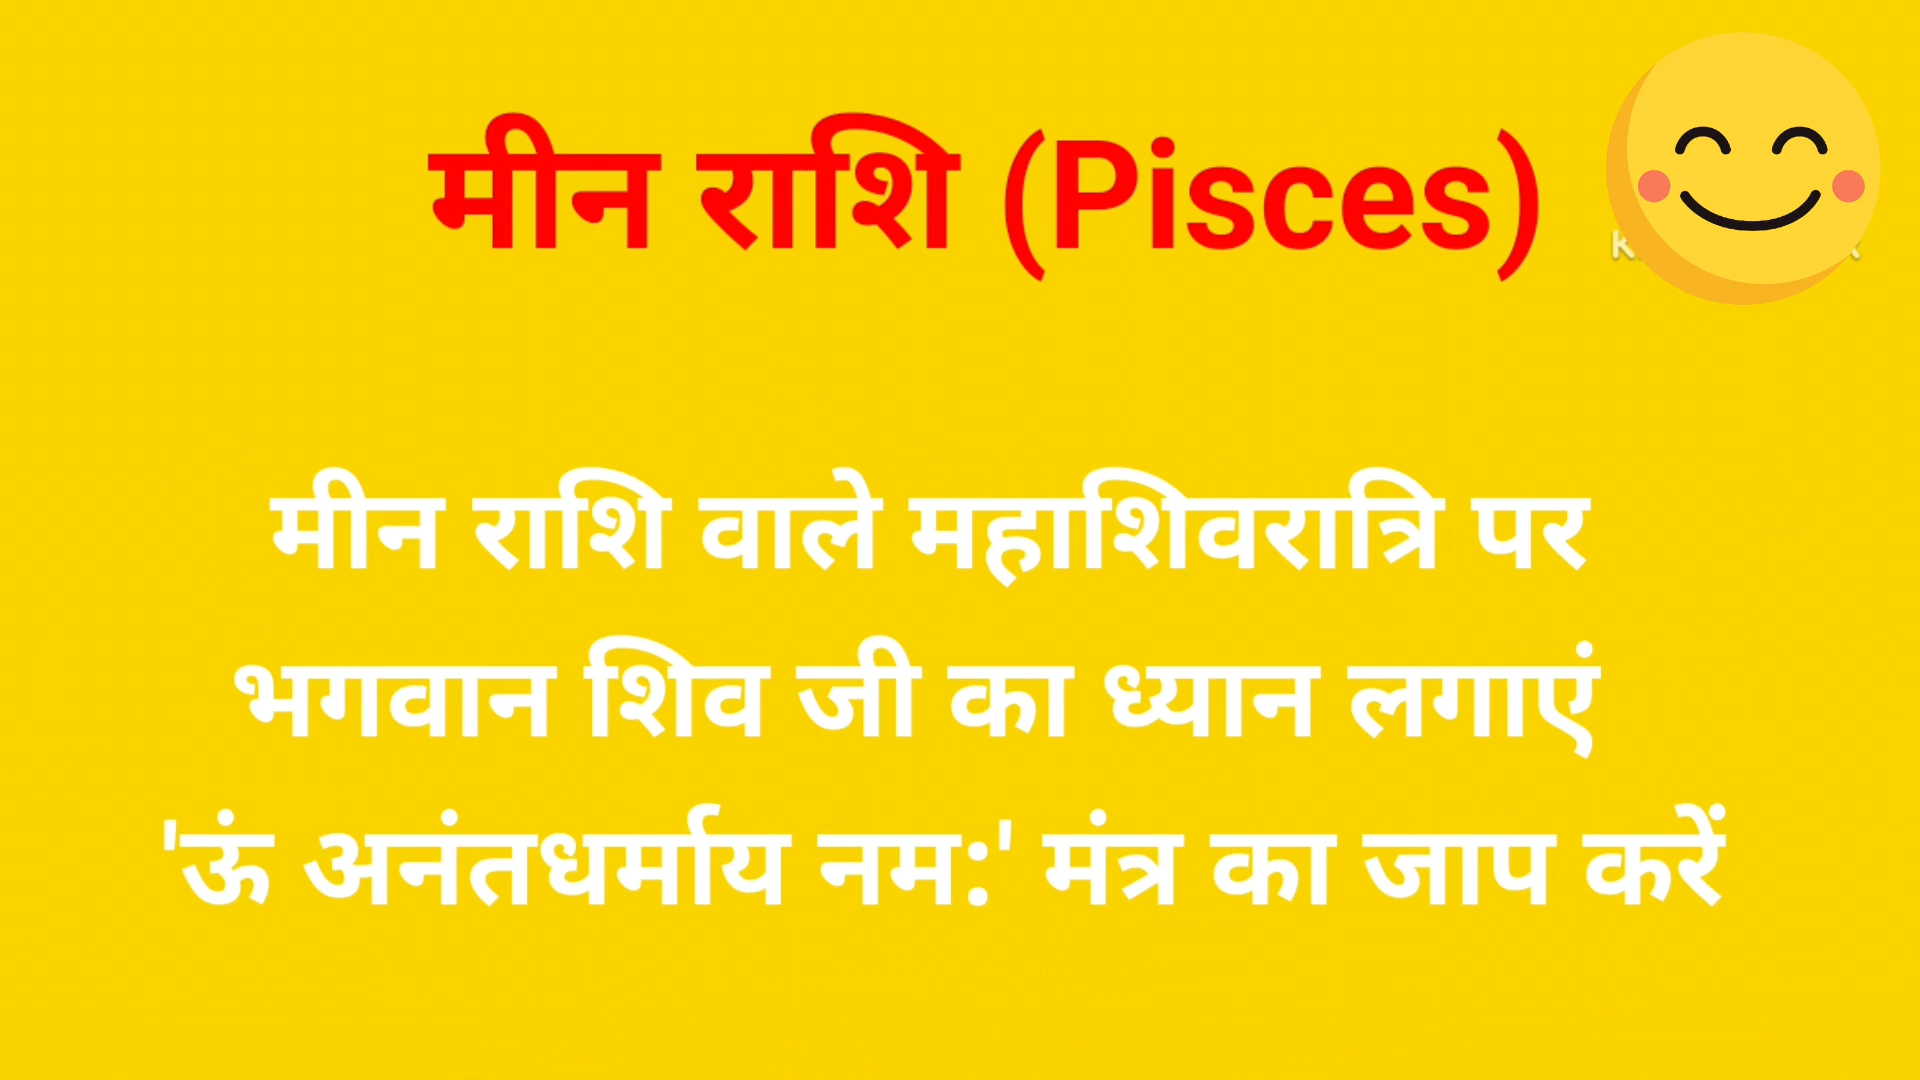 मीन राशि (Pisces)
मीन राशि वाले महाशिवरात्रि पर
भगवान शिव जी का ध्यान लगाएं
'ऊं अनंतधर्माय नम:' मंत्र का जाप करें